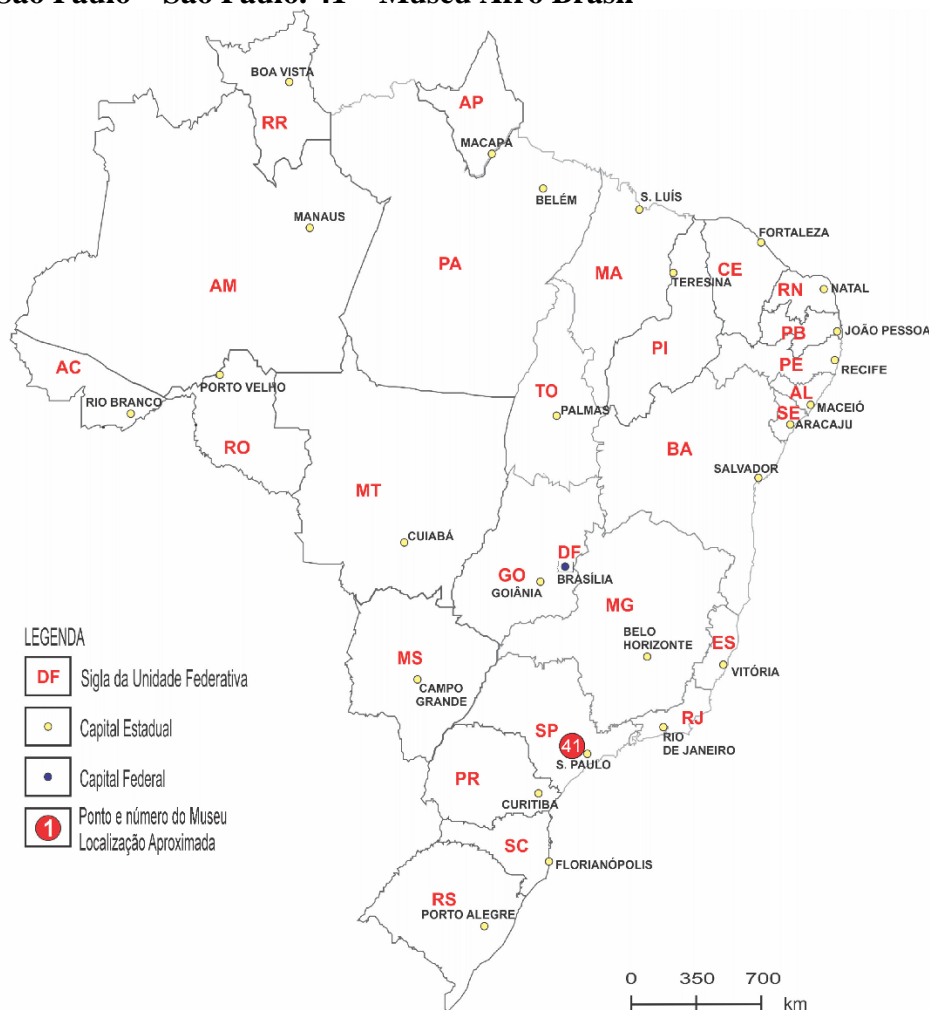 São Paulo – São Paulo: 41 – Museu Afro Brasil
BOA VISTA
AP
RR
MACAPÁ
BELÉM
S. LUÍS
MANAUS
FORTALEZA
PA
MA
CE
TERESINA
AM
RN
NATAL
PB
JOÃO PESSOA
PI
AC
PE
RECIFE
PORTO VELHO
TO
AL
RIO BRANCO
PALMAS
MACEIÓ
SE
ARACAJU
RO
BA
SALVADOR
MT
CUIABÁ
DF
GO
BRASÍLIA
GOIÂNIA
MG
BELO
HORIZONTE
ES
MS
VITÓRIA
CAMPO
GRANDE
RJ
SP
RIO
DE JANEIRO
41
S. PAULO
PR
CURITIBA
SC
FLORIANÓPOLIS
RS
PORTO ALEGRE
LEGENDA
DF Sigla da Unidade Federativa
Capital Estadual
Capital Federal
1 Ponto e número do Museu
Localização Aproximada
0 350 700
km